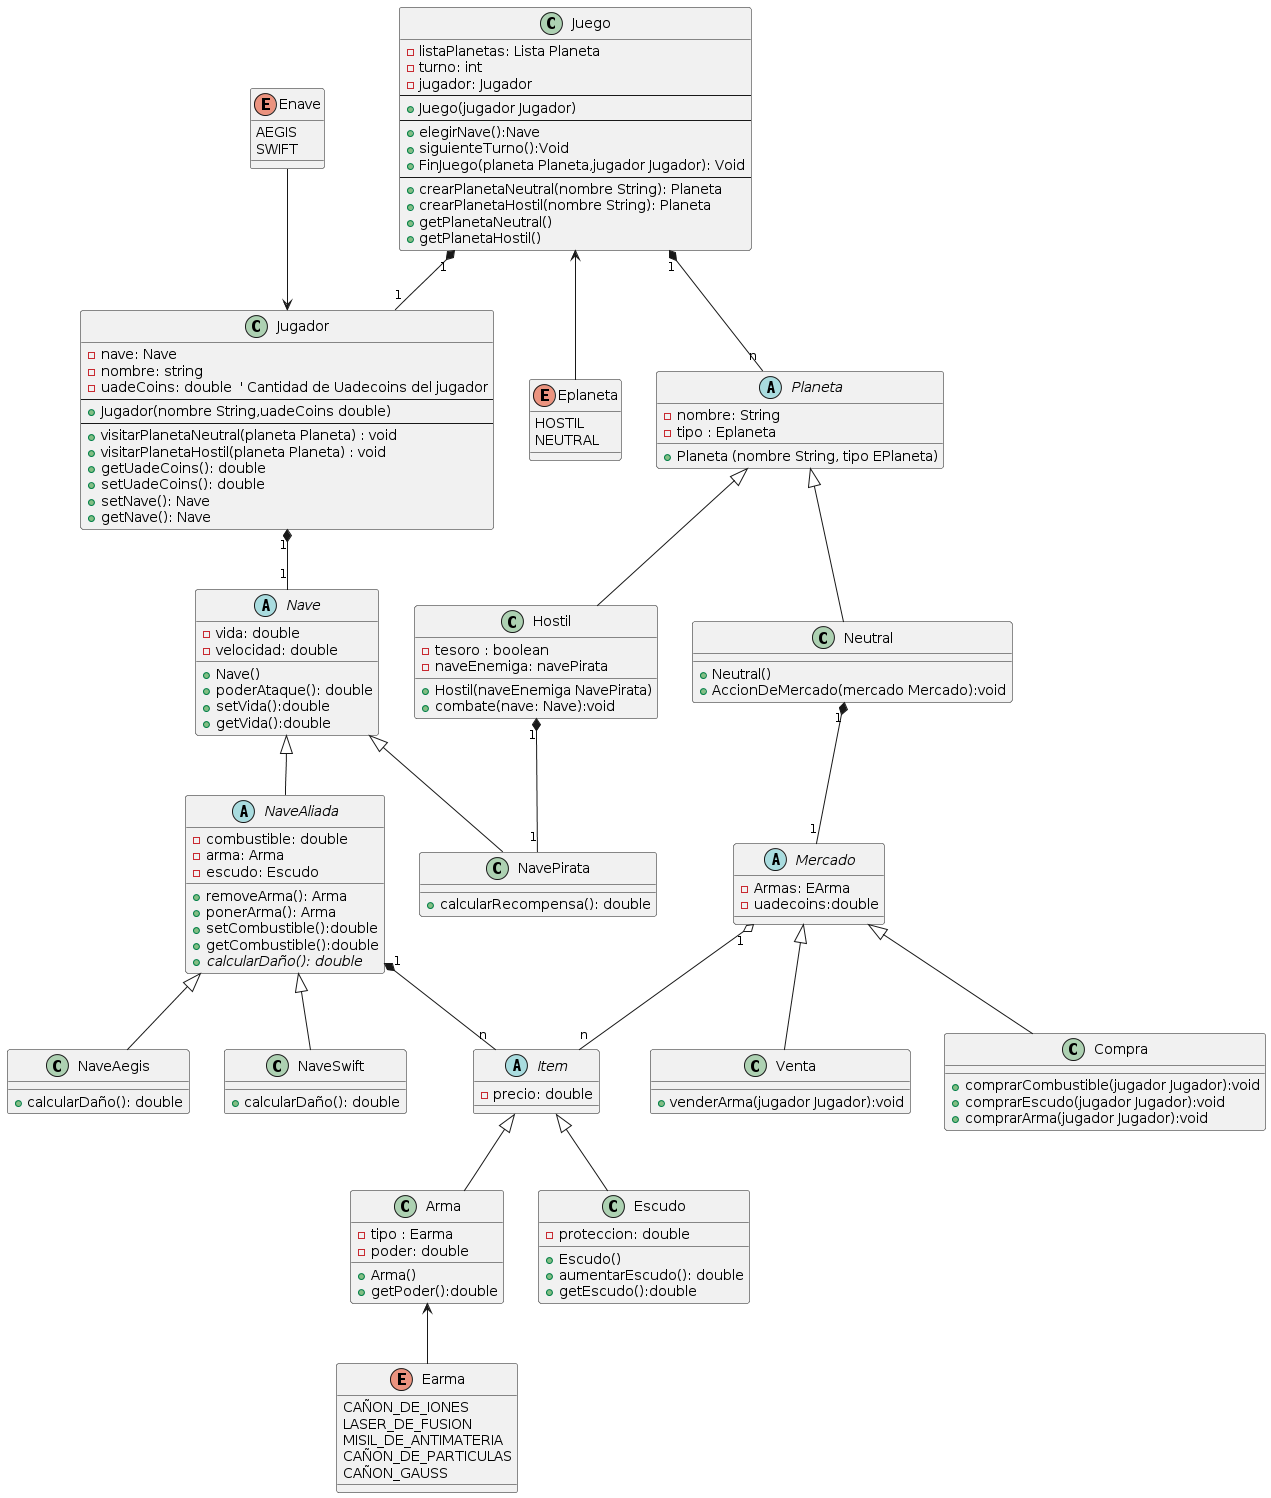 C Juego
listaPlanetas: Lista Planeta
turno: int
jugador: Jugador
Juego(jugador Jugador)
elegirNave():Nave
siguienteTurno():Void
FinJuego(planeta Planeta,jugador Jugador): Void
crearPlanetaNeutral(nombre String): Planeta
crearPlanetaHostil(nombre String): Planeta
getPlanetaNeutral()
getPlanetaHostil()
E Enave
AEGIS
SWIFT
1
1
1
n
C Jugador
nave: Nave
nombre: string
uadeCoins: double ' Cantidad de Uadecoins del jugador
Jugador(nombre String,uadeCoins double)
visitarPlanetaNeutral(planeta Planeta) : void
visitarPlanetaHostil(planeta Planeta) : void
getUadeCoins(): double
setUadeCoins(): double
setNave(): Nave
getNave(): Nave
E Eplaneta
HOSTIL
NEUTRAL
A Planeta
nombre: String
tipo : Eplaneta
Planeta (nombre String, tipo EPlaneta)
1
1
A Nave
vida: double
velocidad: double
Nave()
poderAtaque(): double
setVida():double
getVida():double
C Hostil
tesoro : boolean
naveEnemiga: navePirata
Hostil(naveEnemiga NavePirata)
combate(nave: Nave):void
C Neutral
Neutral()
AccionDeMercado(mercado Mercado):void
1
1
1
1
A NaveAliada
combustible: double
arma: Arma
escudo: Escudo
removeArma(): Arma
ponerArma(): Arma
setCombustible():double
getCombustible():double
calcularDaño(): double
C NavePirata
calcularRecompensa(): double
A Mercado
Armas: EArma
uadecoins:double
1
n
1
n
C NaveAegis
calcularDaño(): double
C NaveSwift
calcularDaño(): double
A Item
precio: double
C Venta
venderArma(jugador Jugador):void
C Compra
comprarCombustible(jugador Jugador):void
comprarEscudo(jugador Jugador):void
comprarArma(jugador Jugador):void
C Arma
tipo : Earma
poder: double
Arma()
getPoder():double
C Escudo
proteccion: double
Escudo()
aumentarEscudo(): double
getEscudo():double
E Earma
CAÑON_DE_IONES
LASER_DE_FUSION
MISIL_DE_ANTIMATERIA
CAÑON_DE_PARTICULAS
CAÑON_GAUSS